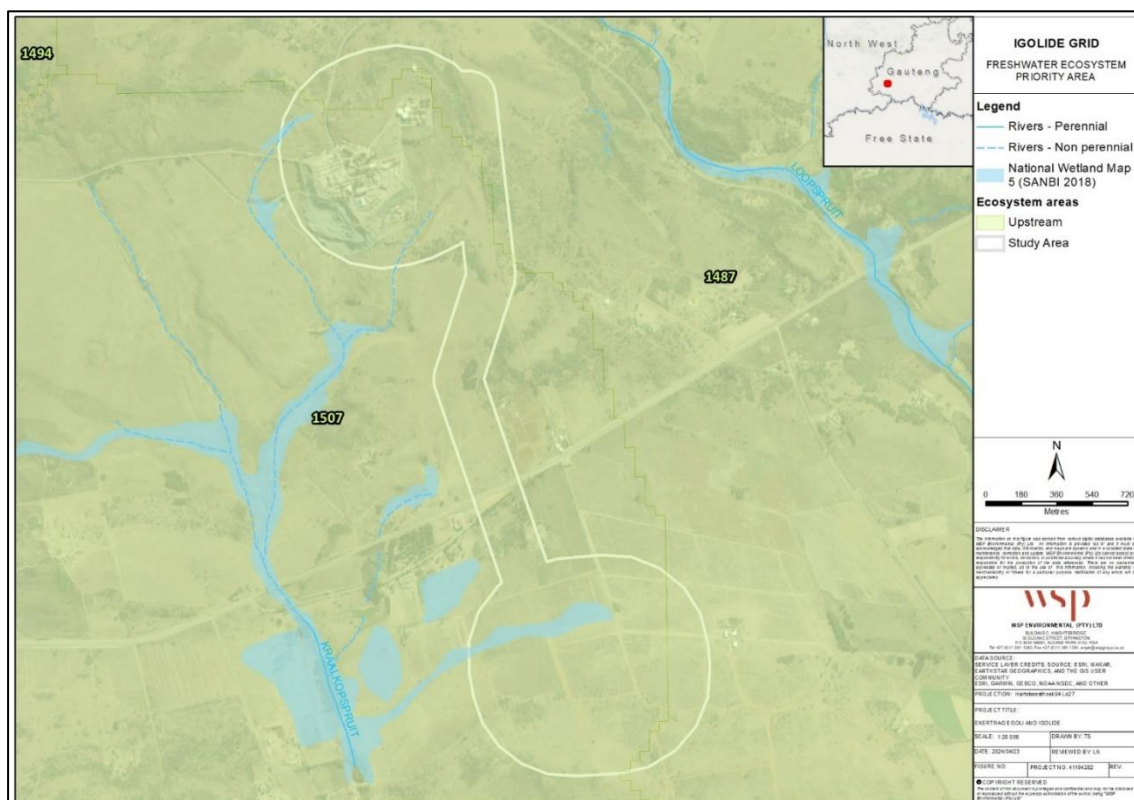 1494
1487
1507
LOOPSPRUIT
KRAALKOPSPRUIT
North West
Gauteng
Free State
IGOLIDE GRID
FRESHWATER ECOSYSTEM
PRIORITY AREA
Legend
Rivers - Perennial
Rivers - Non perennial
National Wetland Map
5 (SANBI 2018)
Ecosystem areas
Upstream
Study Area
N
0 180 360 540 720
Metres
DISCLAIMER
wsp
WSP ENVIRONMENTAL (PTY) LTD
DATA SOURCE:
SERVICE LAYER CREDITS: SOURCE: ESRI, MAXAR,
EARTHSTAR GEOGRAPHICS, AND THE GIS USER
COMMUNITY
ESRI, GARMIN, GEBCO, NOAA NGDC, AND OTHER
PROJECTION:
PROJECT TITLE:
ENERTRAG EGOLI AND IGOLIDE
SCALE: DRAWN BY: TS
DATE: 2024/04/23 REVIEWED BY: LN
FIGURE NO: PROJECT NO: 41104282 REV:
© COPYRIGHT RESERVED